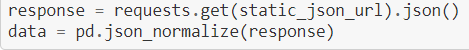 response = requests.get(static_json_url).json()
data = pd.json_normalize(response)